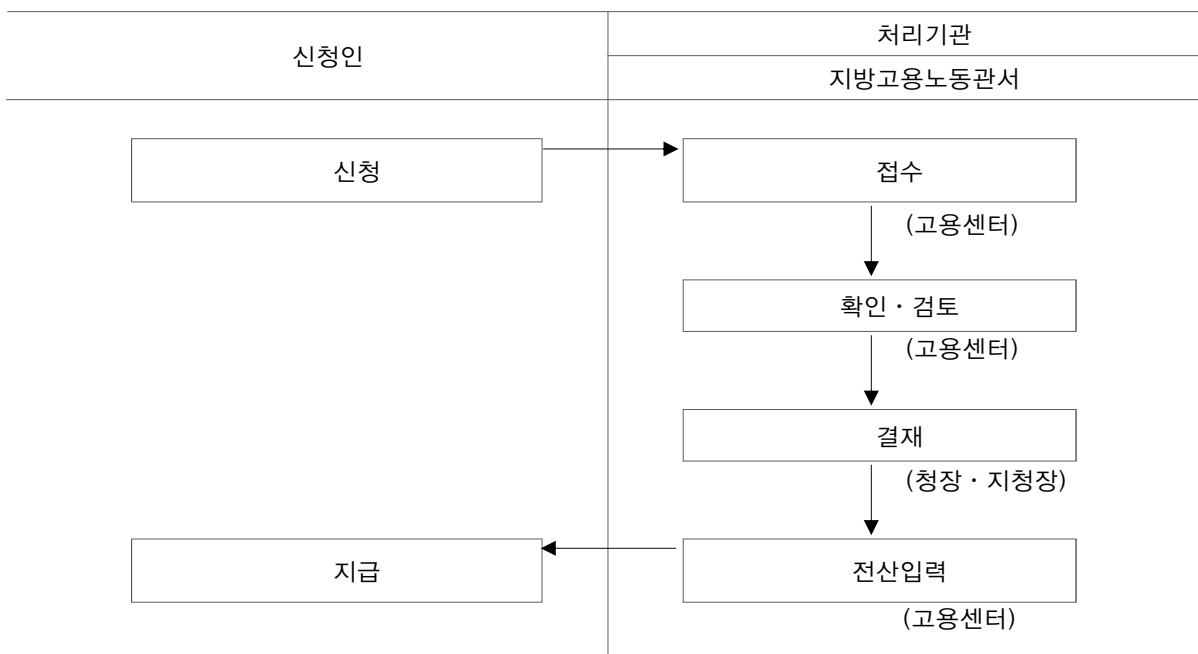 신청인
처리기관
지방고용노동관서
신청
접수
(고용센터)
확인 · 검토
(고용센터)
결재
(청장 · 지청장)
지급
전산입력
(고용센터)